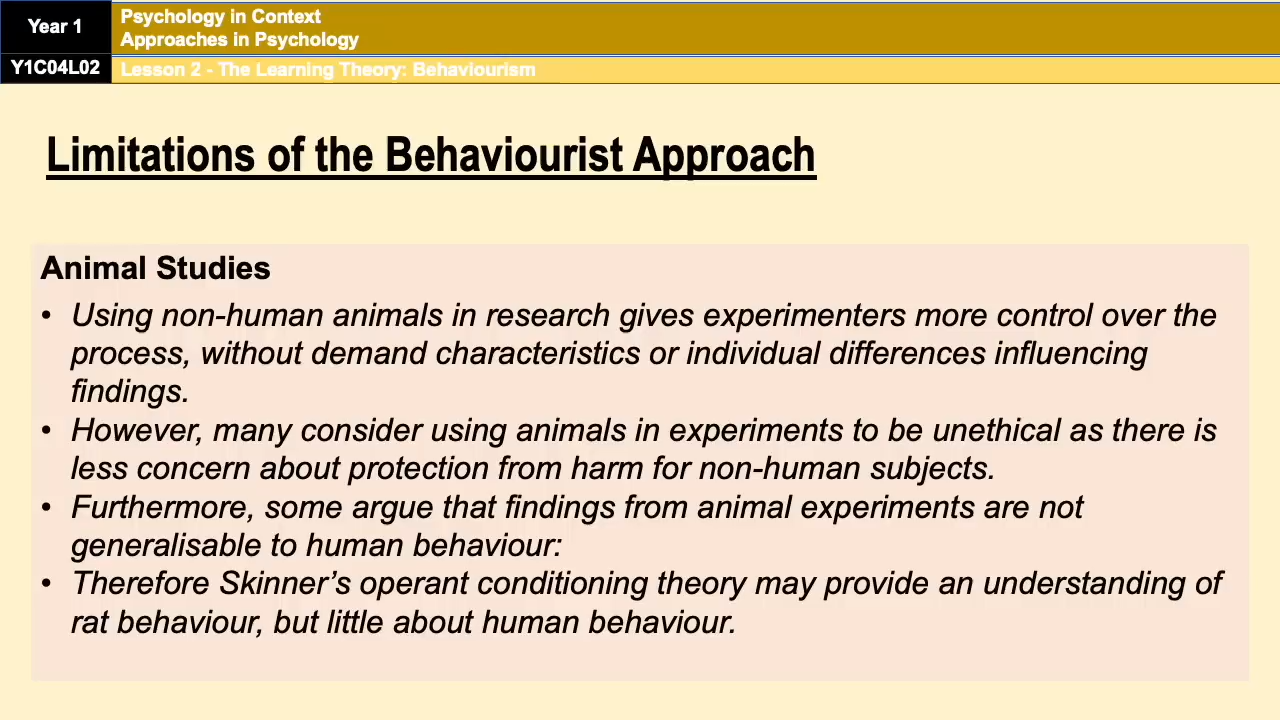 Year 1
Psychology in Context
Approaches in Psychology
Y1C04L02
Lesson 2 - The Learning Theory: Behaviourism
Limitations of the Behaviourist Approach
Animal Studies
• Using non-human animals in research gives experimenters more control over the
process, without demand characteristics or individual differences influencing
findings.
• However, many consider using animals in experiments to be unethical as there is
less concern about protection from harm for non-human subjects.
• Furthermore, some argue that findings from animal experiments are not
generalisable to human behaviour:
• Therefore Skinner’s operant conditioning theory may provide an understanding of
rat behaviour, but little about human behaviour.